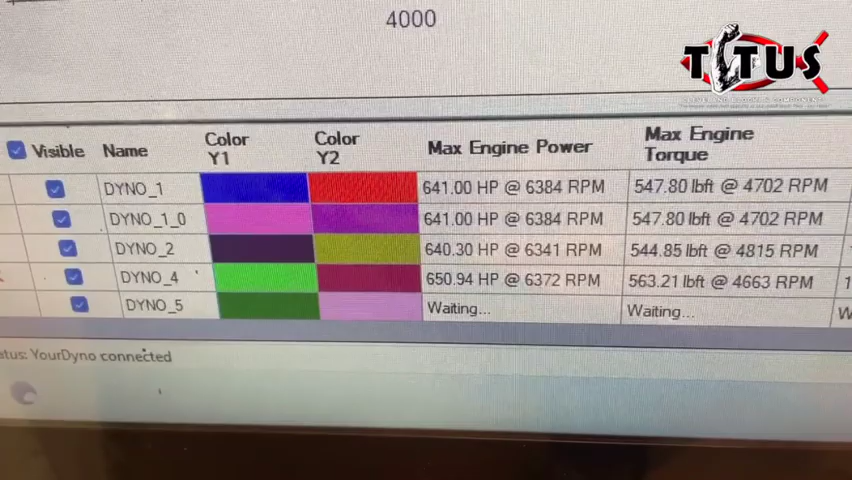 4000
TITUS
Visible Name Color Y1 Color Y2 Max Engine Power Max Engine Torque
DYNO_1 641.00 HP @ 6384 RPM 547.80 lbft @ 4702 RPM
DYNO_1_0 641.00 HP @ 6384 RPM 547.80 lbft @ 4702 RPM
DYNO_2 640.30 HP @ 6341 RPM 544.85 lbft @ 4815 RPM
DYNO_4 650.94 HP @ 6372 RPM 563.21 lbft @ 4663 RPM 1
DYNO_5 Waiting... Waiting... W
atus: YourDyno connected